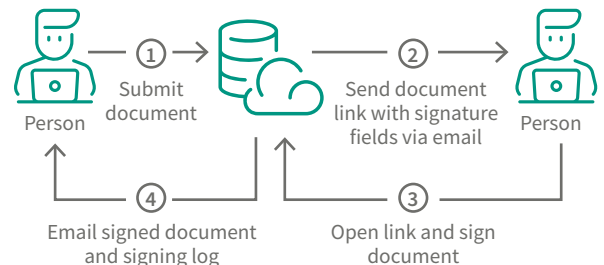 1
Submit
document
Person
2
Send document
link with signature
fields via email
Person
4
Email signed document
and signing log
3
Open link and sign
document